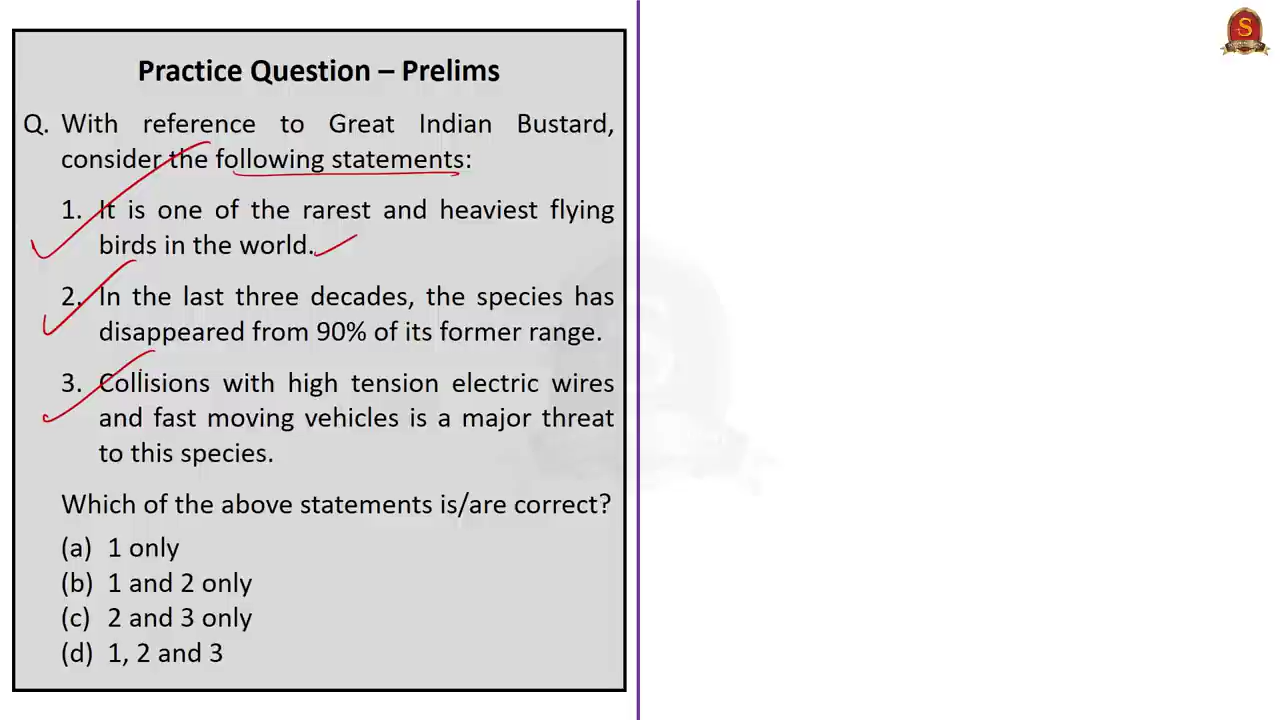 Practice Question – Prelims
Q. With reference to Great Indian Bustard,
consider the following statements:
1. It is one of the rarest and heaviest flying
birds in the world.
2. In the last three decades, the species has
disappeared from 90% of its former range.
3. Collisions with high tension electric wires
and fast moving vehicles is a major threat
to this species.
Which of the above statements is/are correct?
(a) 1 only
(b) 1 and 2 only
(c) 2 and 3 only
(d) 1, 2 and 3
S